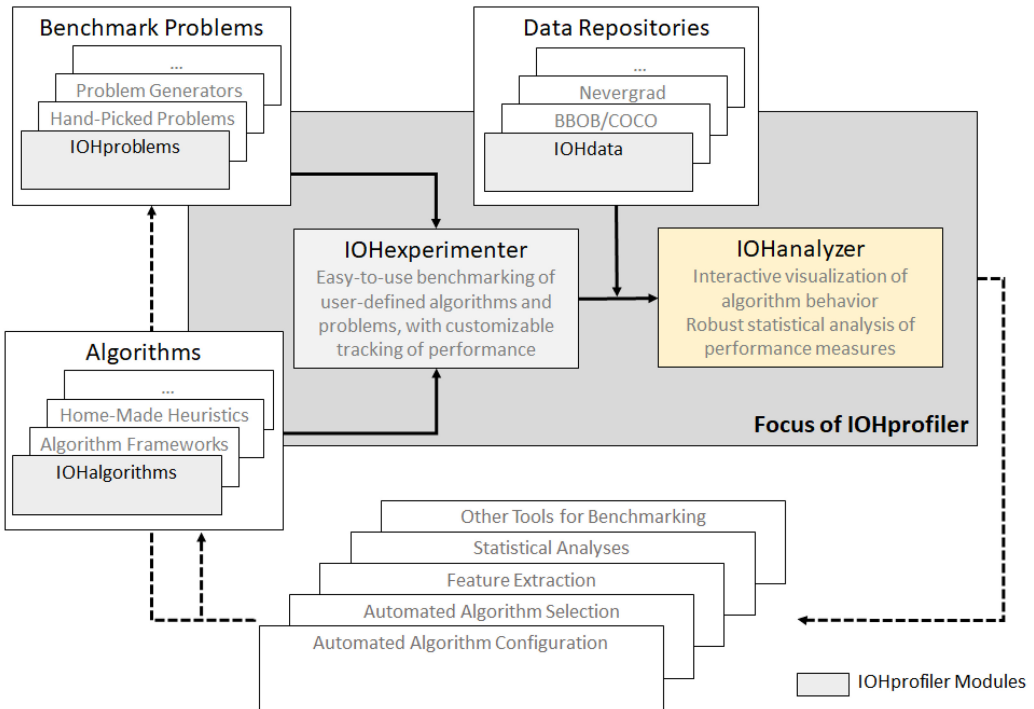 Benchmark Problems
...
Problem Generators
Hand-Picked Problems
IOHproblems
Data Repositories
...
Nevergrad
BBOB/COCO
IOHdata
IOHexperimenter
Easy-to-use benchmarking of
user-defined algorithms and
problems, with customizable
tracking of performance
IOHanalyzer
Interactive visualization of
algorithm behavior
Robust statistical analysis of
performance measures
Algorithms
...
Home-Made Heuristics
Algorithm Frameworks
IOHalgorithms
Focus of IOHprofiler
Other Tools for Benchmarking
Statistical Analyses
Feature Extraction
Automated Algorithm Selection
Automated Algorithm Configuration
IOHprofiler Modules